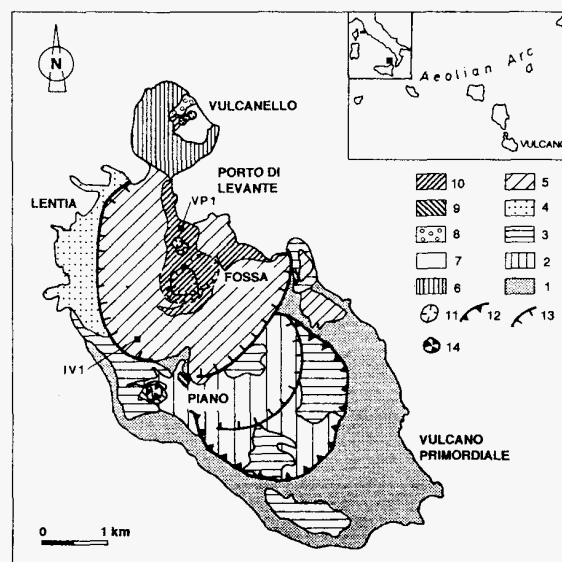 N
VULCANELLO
PORTO DI
LEVANTE
VP1
LENTIA
FOSSA
IV1
PIANO
VULCANO
PRIMORDIALE
0 1 km
Aeolian Arc
VULCANO
10 5
9 4
8 3
7 2
6 1
11 12 13
14